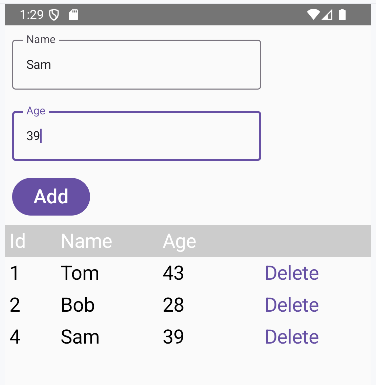 1:29
Name
Sam
Age
39
Add
Id Name Age
1 Tom 43 Delete
2 Bob 28 Delete
4 Sam 39 Delete